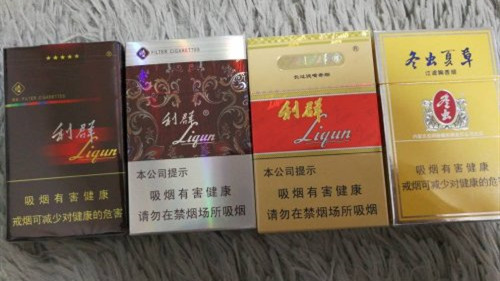 利群
Liqun
吸烟有害健康
戒烟可减少对健康的危害
FILTER CIGARETTES
利群
Liqun
本公司提示
吸烟有害健康
请勿在禁烟场所吸烟
利群
Liqun
本公司提示
吸烟有害健康
请勿在禁烟场所吸烟
冬虫夏草
冬虫
吸烟有害健康
戒烟可减少对健康的危害